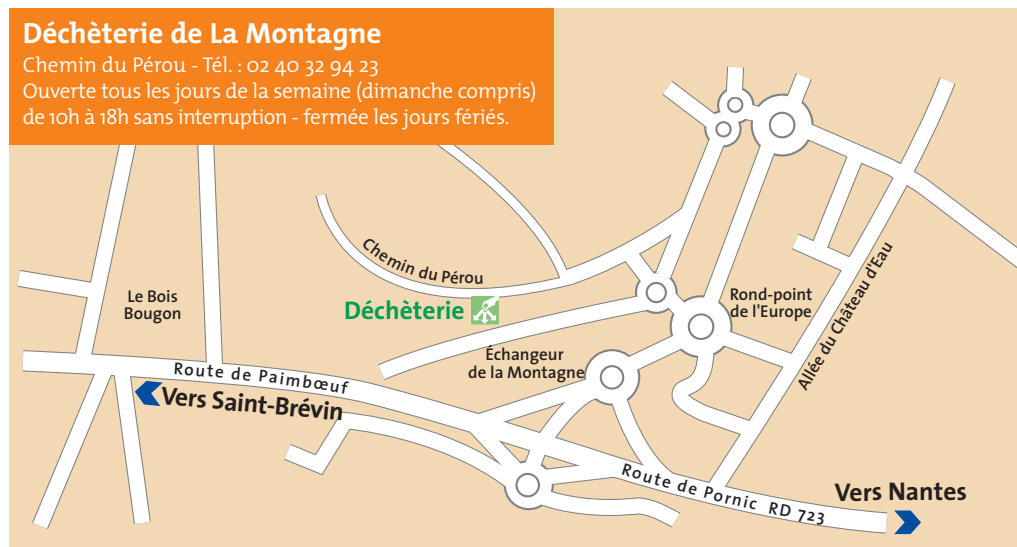 Déchèterie de La Montagne
Chemin du Pérou - Tél. : 02 40 32 94 23
Ouverte tous les jours de la semaine (dimanche compris)
de 10h à 18h sans interruption - fermée les jours fériés.
Chemin du Pérou
Déchèterie
Le Bois
Bougon
Rond-point
de l'Europe
Allée du Château d'Eau
Échangeur
de la Montagne
Route de Paimbœuf
Vers Saint-Brévin
Route de Pornic RD 723
Vers Nantes